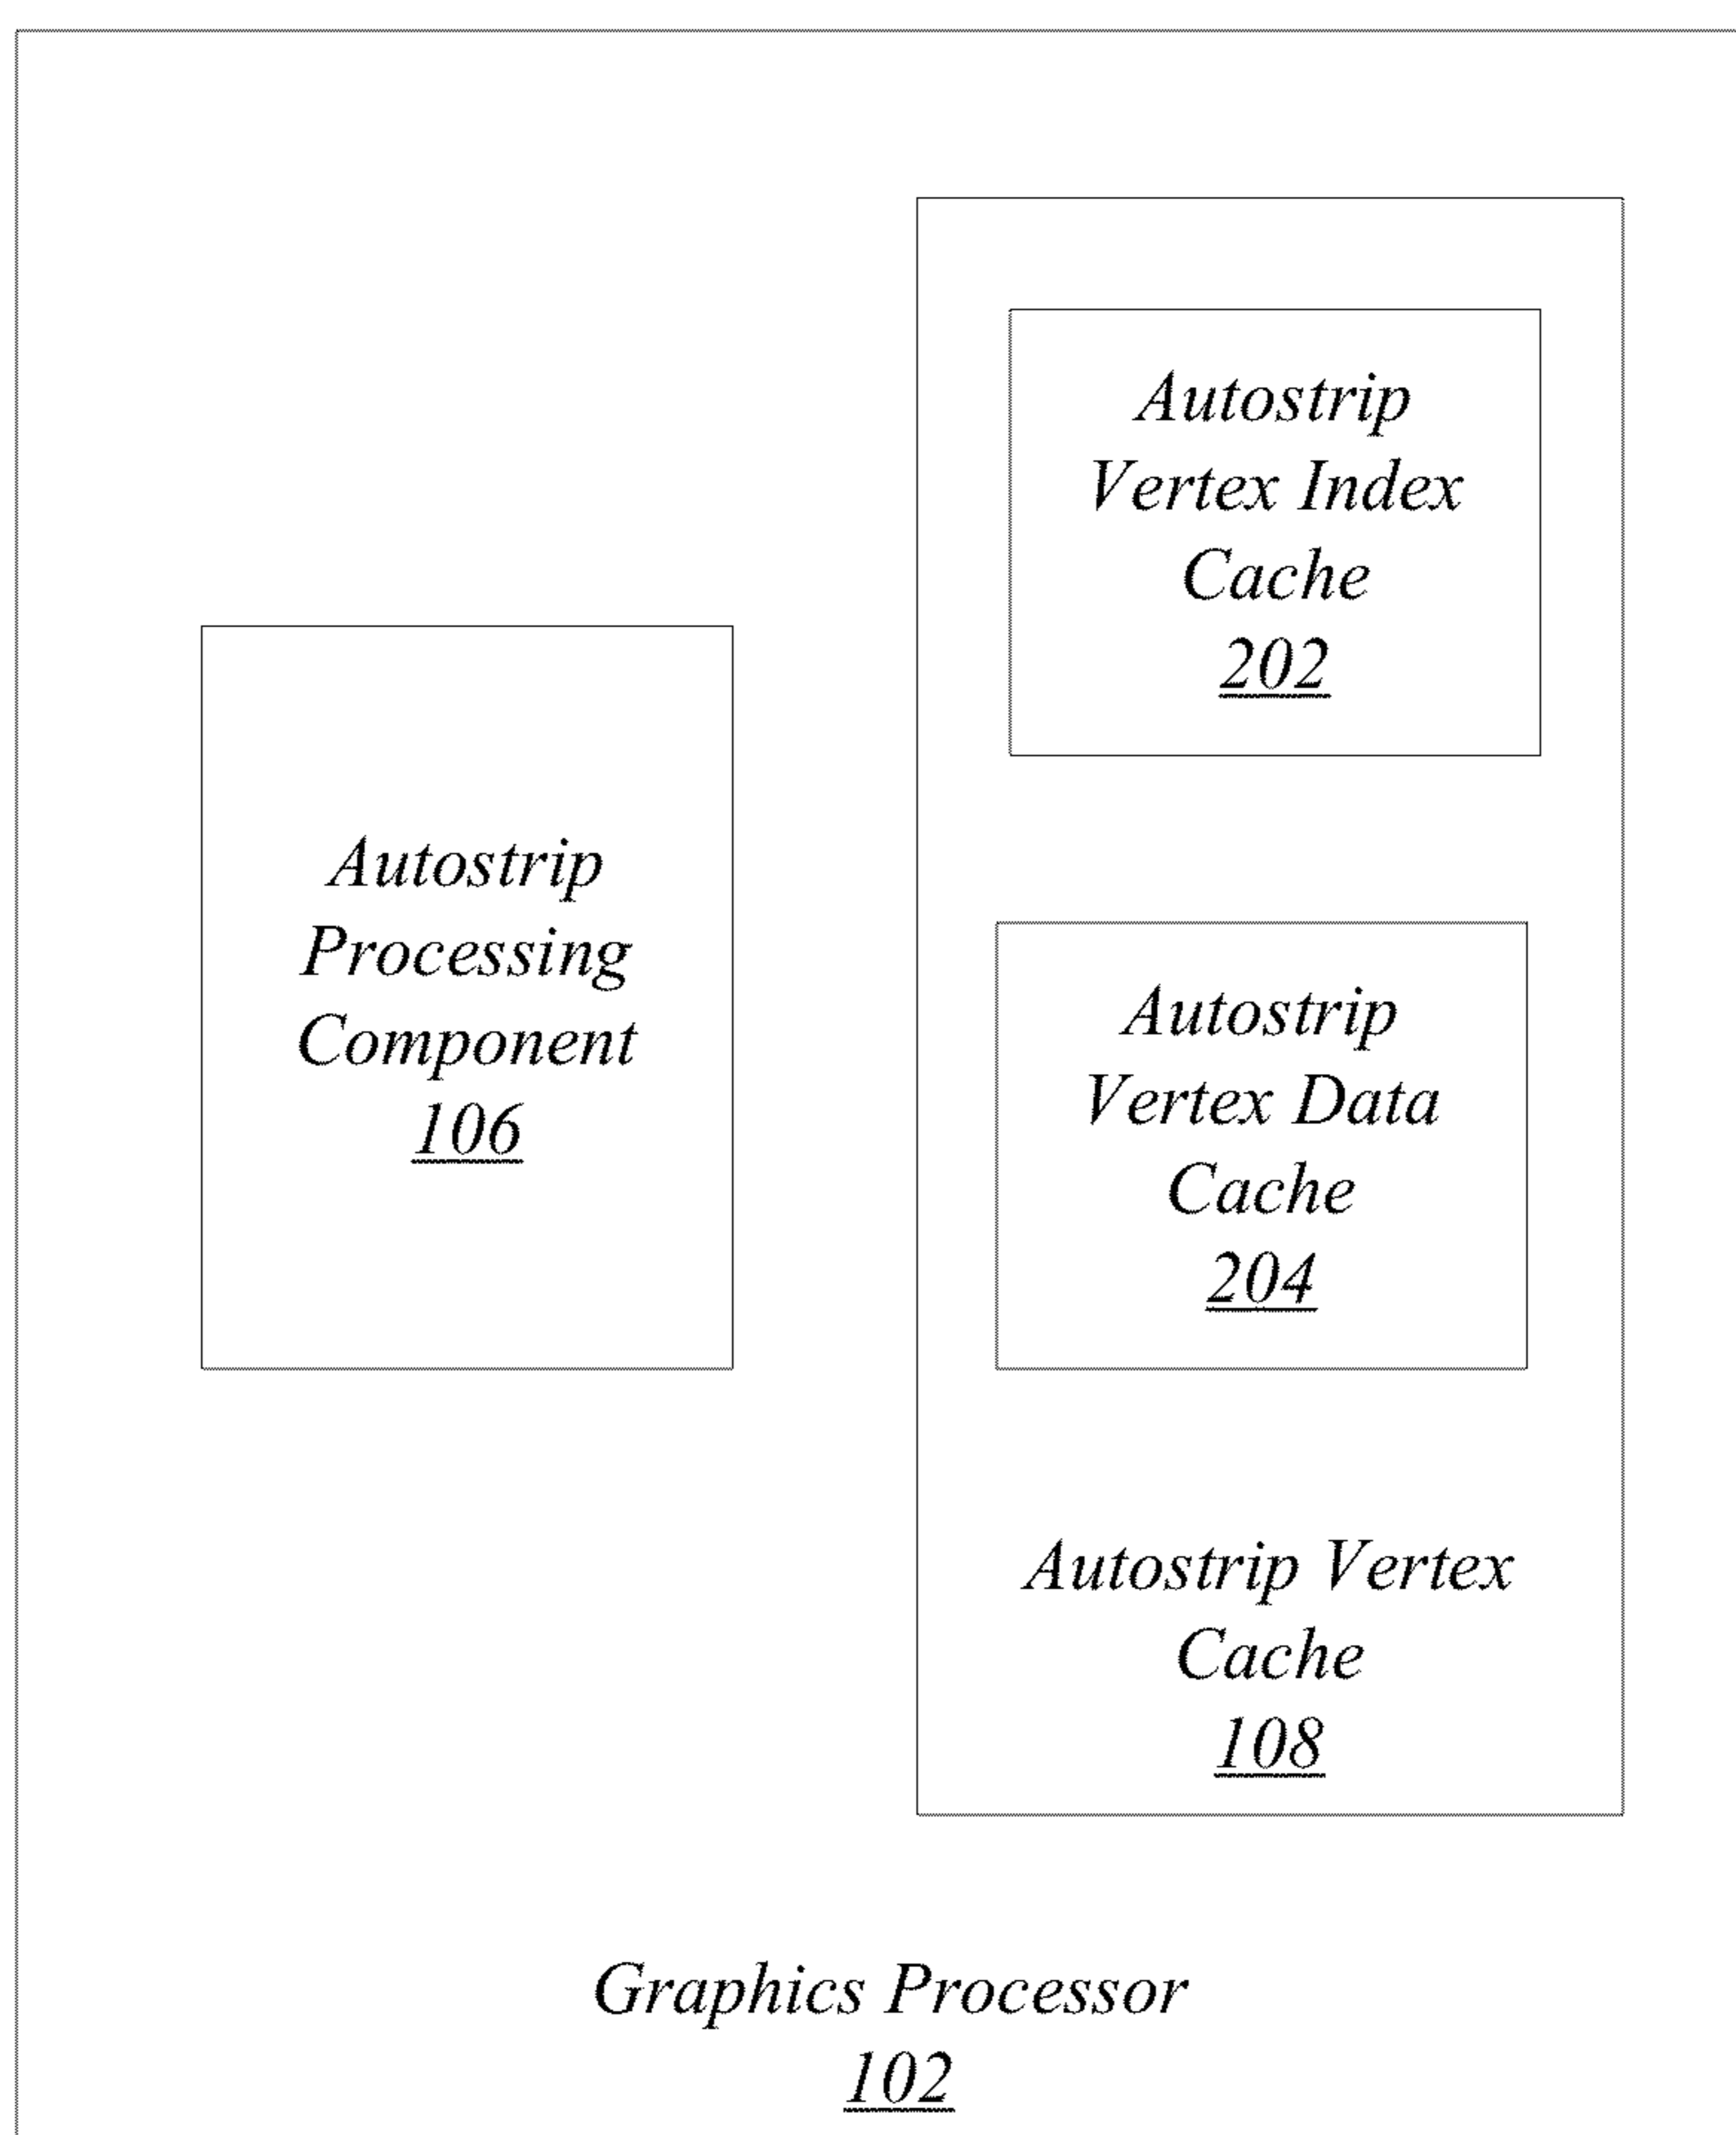 Autostrip
Vertex Index
Cache
202
Autostrip
Processing
Component
106
Autostrip
Vertex Data
Cache
204
Autostrip Vertex
Cache
108
Graphics Processor
102